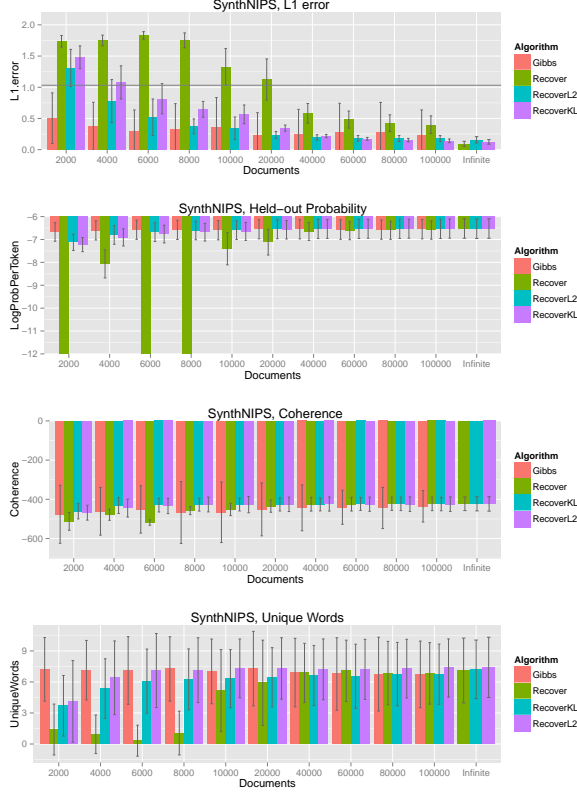 SynthNIPS, L1 error
L1.error
2.0
1.5
1.0
0.5
0.0
2000 4000 6000 8000 10000 20000 40000 60000 80000 100000 Infinite
Documents
Algorithm
Gibbs
Recover
RecoverL2
RecoverKL
SynthNIPS, Held−out Probability
LogProbPerToken
−6
−7
−8
−9
−10
−11
−12
2000 4000 6000 8000 10000 20000 40000 60000 80000 100000 Infinite
Documents
Algorithm
Gibbs
Recover
RecoverL2
RecoverKL
SynthNIPS, Coherence
Coherence
0
−200
−400
−600
2000 4000 6000 8000 10000 20000 40000 60000 80000 100000 Infinite
Documents
Algorithm
Gibbs
Recover
RecoverKL
RecoverL2
SynthNIPS, Unique Words
UniqueWords
9
6
3
0
2000 4000 6000 8000 10000 20000 40000 60000 80000 100000 Infinite
Documents
Algorithm
Gibbs
Recover
RecoverKL
RecoverL2